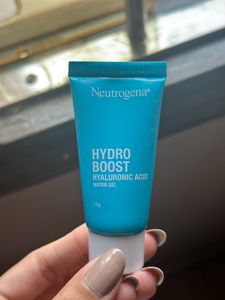 Neutrogena®
HYDRO
BOOST
HYALURONIC ACID
WATER GEL
15g